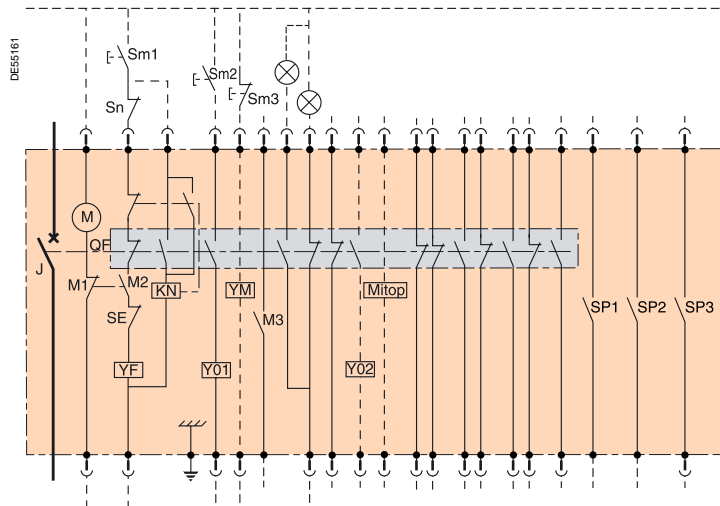 DE55161
Sm1
Sm2
Sm3
Sn
M
QF
J
M1
M2
KN
YM
Mitop
SE
M3
SP1
SP2
SP3
YF
Y01
Y02